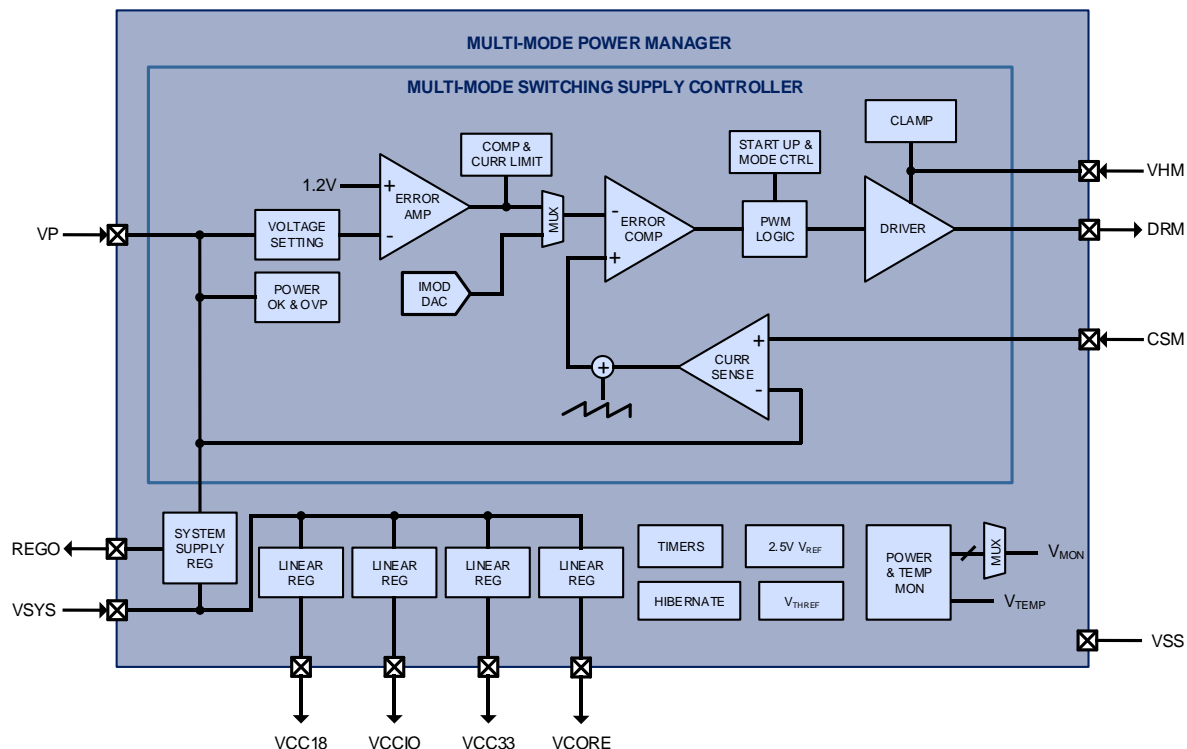 MULTI-MODE POWER MANAGER
MULTI-MODE SWITCHING SUPPLY CONTROLLER
CLAMP
COMP &
CURR LIMIT
START UP &
MODE CTRL
VHM
1.2V
+
ERROR
AMP
-
MUX
-
ERROR
COMP
+
PWM
LOGIC
DRIVER
DRM
VP
VOLTAGE
SETTING
POWER
OK & OVP
IMOD
DAC
CSM
+
CURR
SENSE
-
+
REGO
SYSTEM
SUPPLY
REG
VSYS
LINEAR
REG
LINEAR
REG
LINEAR
REG
LINEAR
REG
TIMERS
2.5V VREF
HIBERNATE
VTHREF
POWER
& TEMP
MON
MUX
VMON
VTEMP
VSS
VCC18
VCCIO
VCC33
VCORE